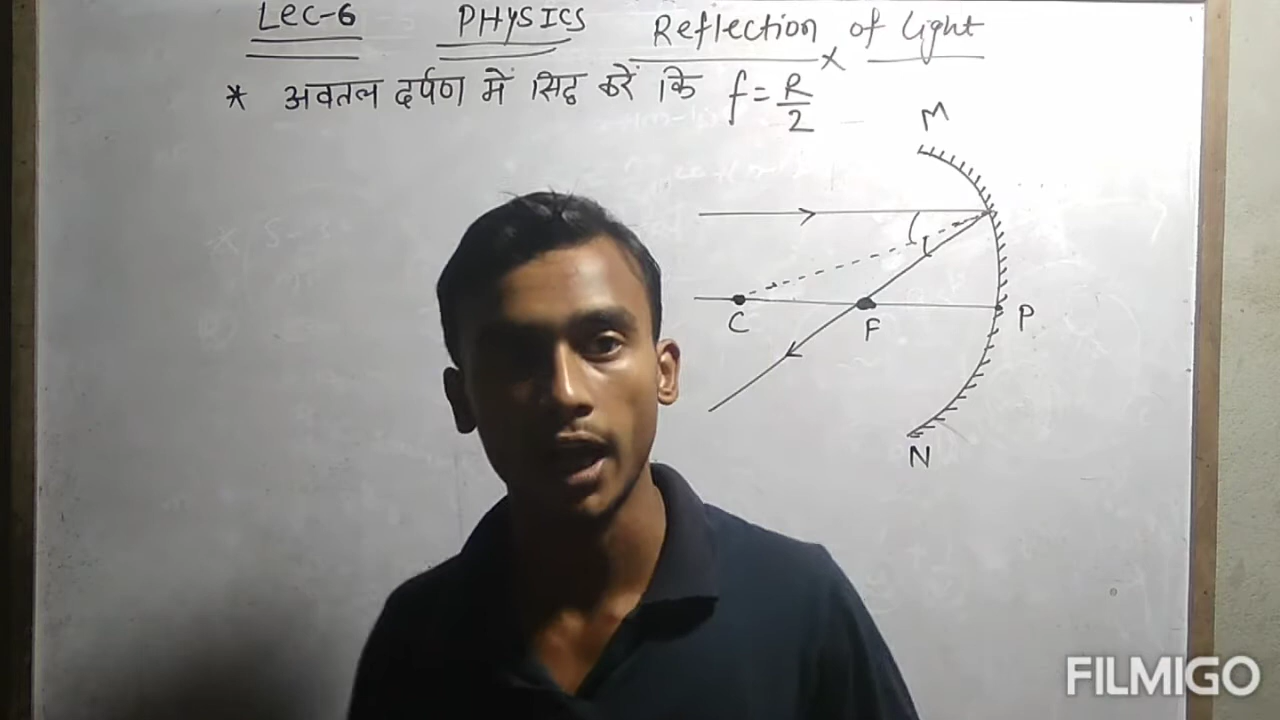 Lec-6 PHYSICS Reflection of light
* अवतल दर्पण में सिद्ध करें कि f = R/2
M
C
F
P
N
FILMIGO